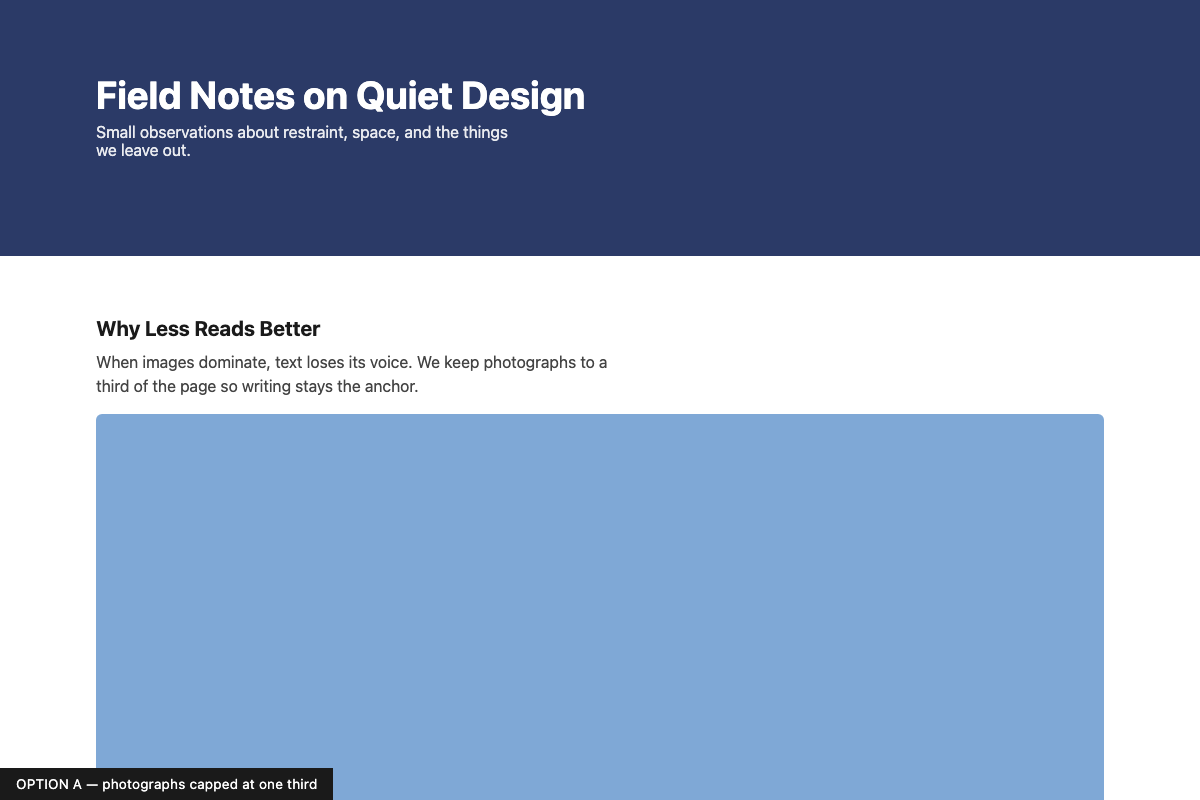 Field Notes on Quiet Design
Small observations about restraint, space, and the things
we leave out.
Why Less Reads Better
When images dominate, text loses its voice. We keep photographs to a
third of the page so writing stays the anchor.
OPTION A — photographs capped at one third